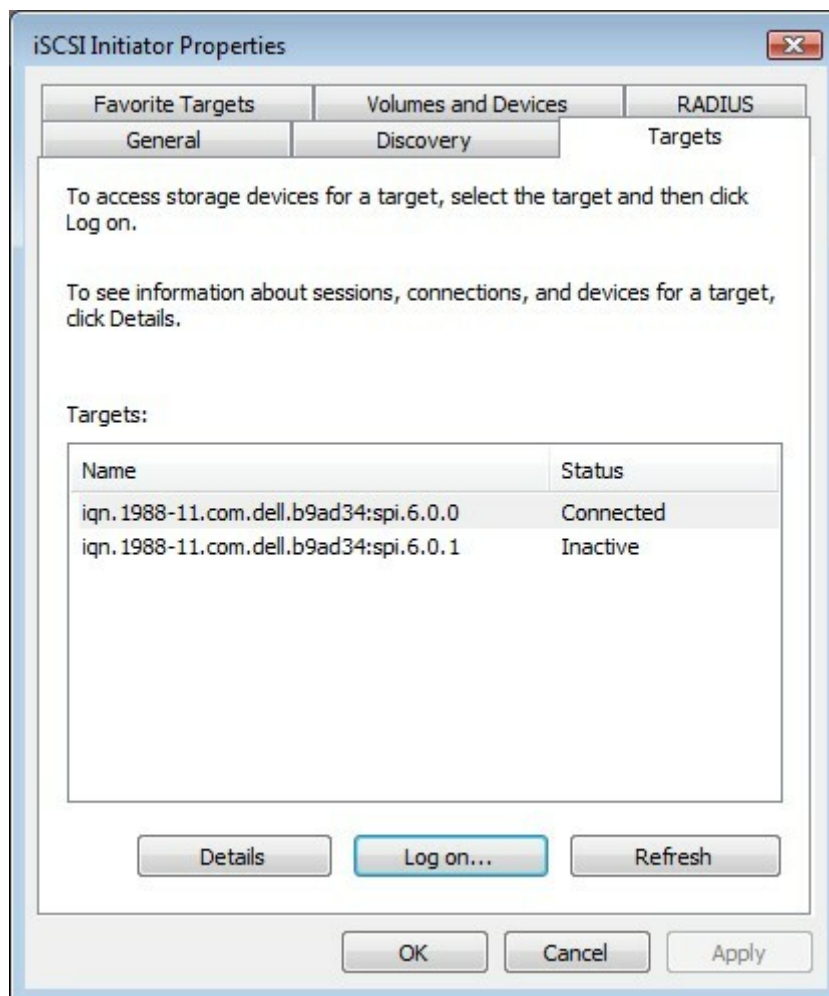 iSCSI Initiator Properties
Favorite Targets
Volumes and Devices
RADIUS
General
Discovery
Targets
To access storage devices for a target, select the target and then click
Log on.
To see information about sessions, connections, and devices for a target,
click Details.
Targets:
Name Status
iqn.1988-11.com.dell.b9ad34:spi.6.0.0 Connected
iqn.1988-11.com.dell.b9ad34:spi.6.0.1 Inactive
Details
Log on...
Refresh
OK
Cancel
Apply